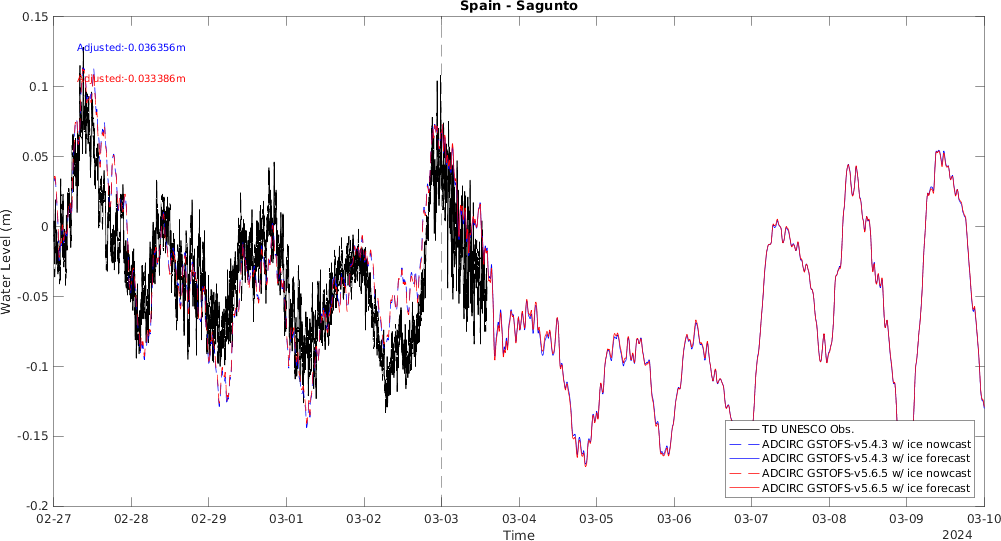 Spain - Sagunto
0.15
0.1
0.05
0
-0.05
-0.1
-0.15
-0.2
Water Level (m)
Adjusted:-0.036356m
Adjusted:-0.033386m
TD UNESCO Obs.
ADCIRC GSTOFS-v5.4.3 w/ ice nowcast
ADCIRC GSTOFS-v5.4.3 w/ ice forecast
ADCIRC GSTOFS-v5.6.5 w/ ice nowcast
ADCIRC GSTOFS-v5.6.5 w/ ice forecast
02-27 02-28 02-29 03-01 03-02 03-03 03-04 03-05 03-06 03-07 03-08 03-09 03-10
Time
2024